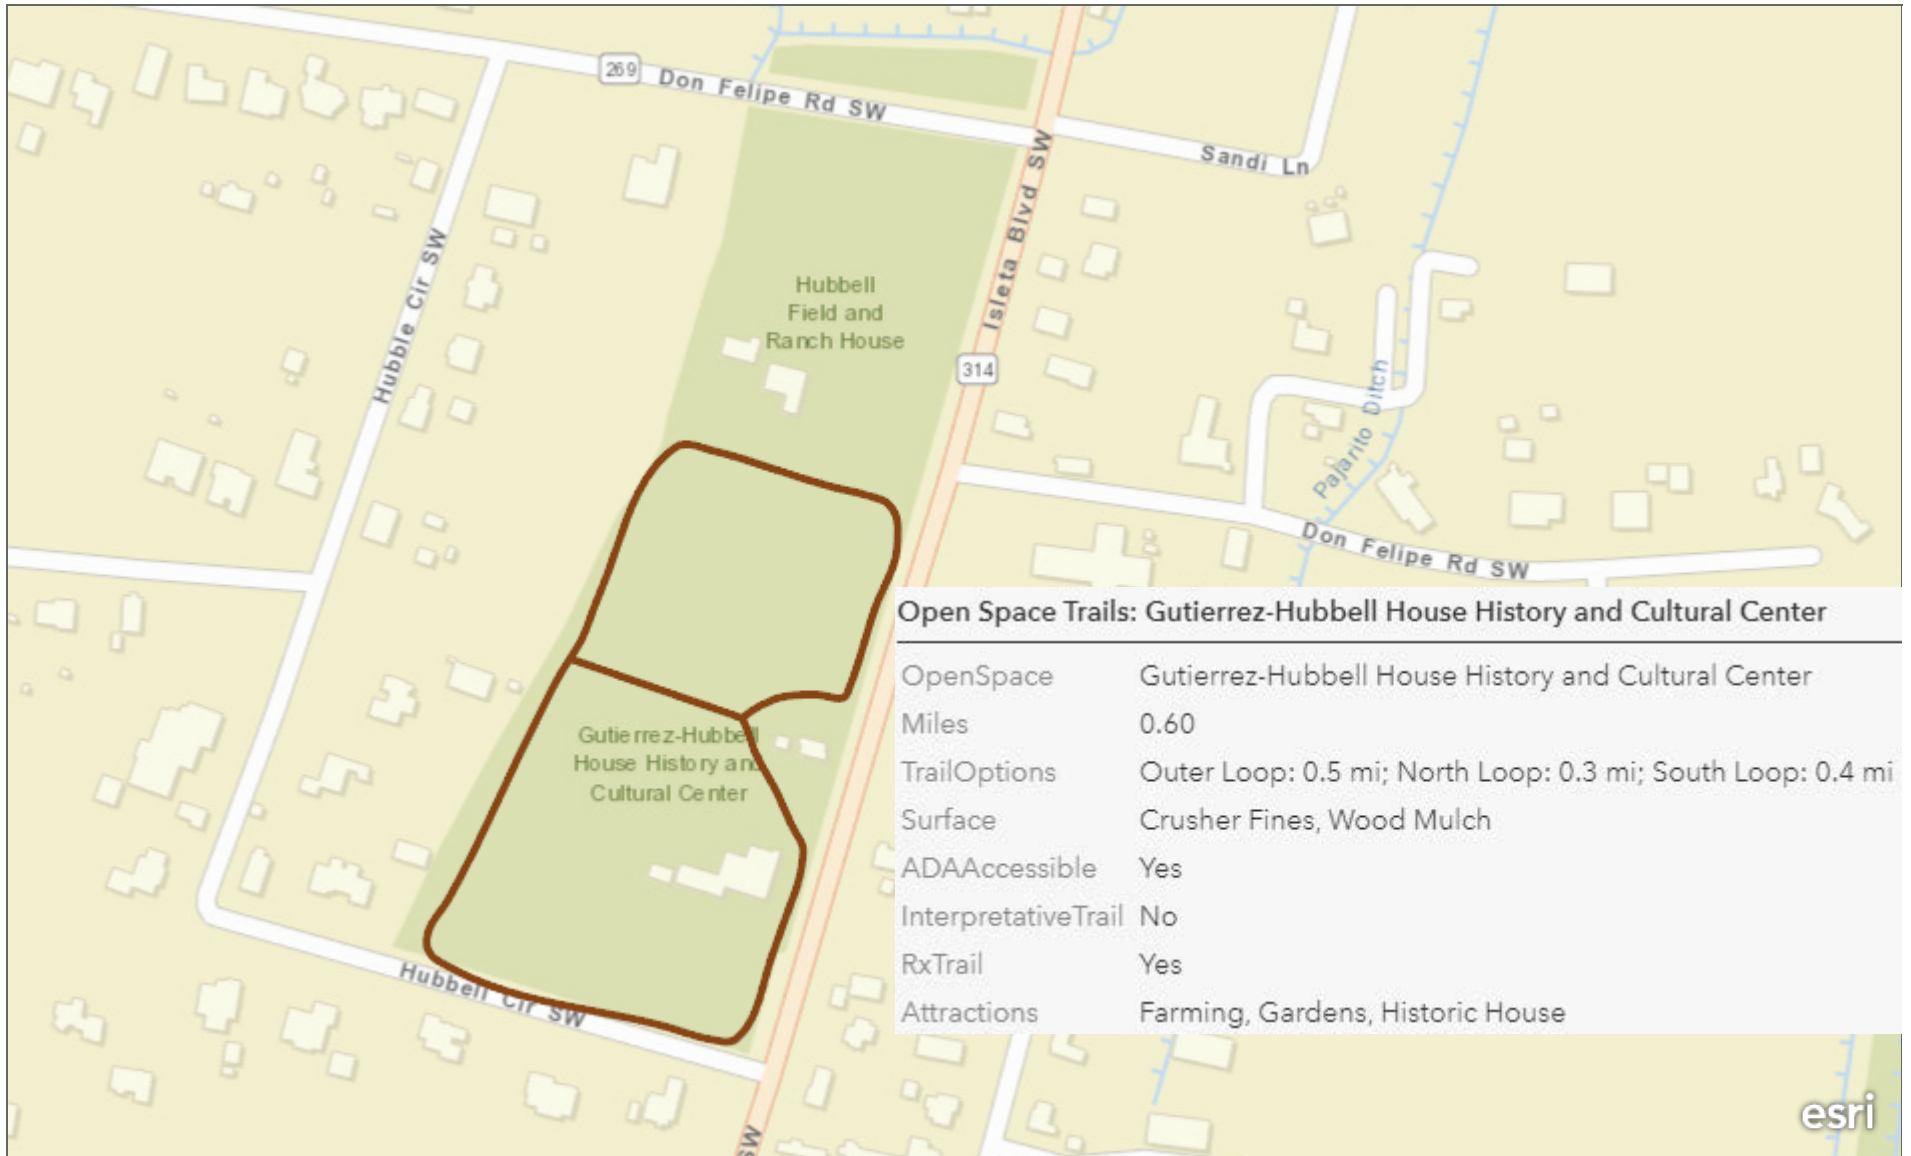 269
Don Felipe Rd SW
Sandi Ln
Isleta Blvd SW
Hubble Cir SW
Hubbell
Field and
Ranch House
314
Pajarito Ditch
Don Felipe Rd SW
Gutierrez-Hubbell
House History and
Cultural Center
Hubbell Cir SW
SW
Open Space Trails: Gutierrez-Hubbell House History and Cultural Center
OpenSpace Gutierrez-Hubbell House History and Cultural Center
Miles 0.60
TrailOptions Outer Loop: 0.5 mi; North Loop: 0.3 mi; South Loop: 0.4 mi
Surface Crusher Fines, Wood Mulch
ADAAccessible Yes
InterpretativeTrail No
RxTrail Yes
Attractions Farming, Gardens, Historic House
esri